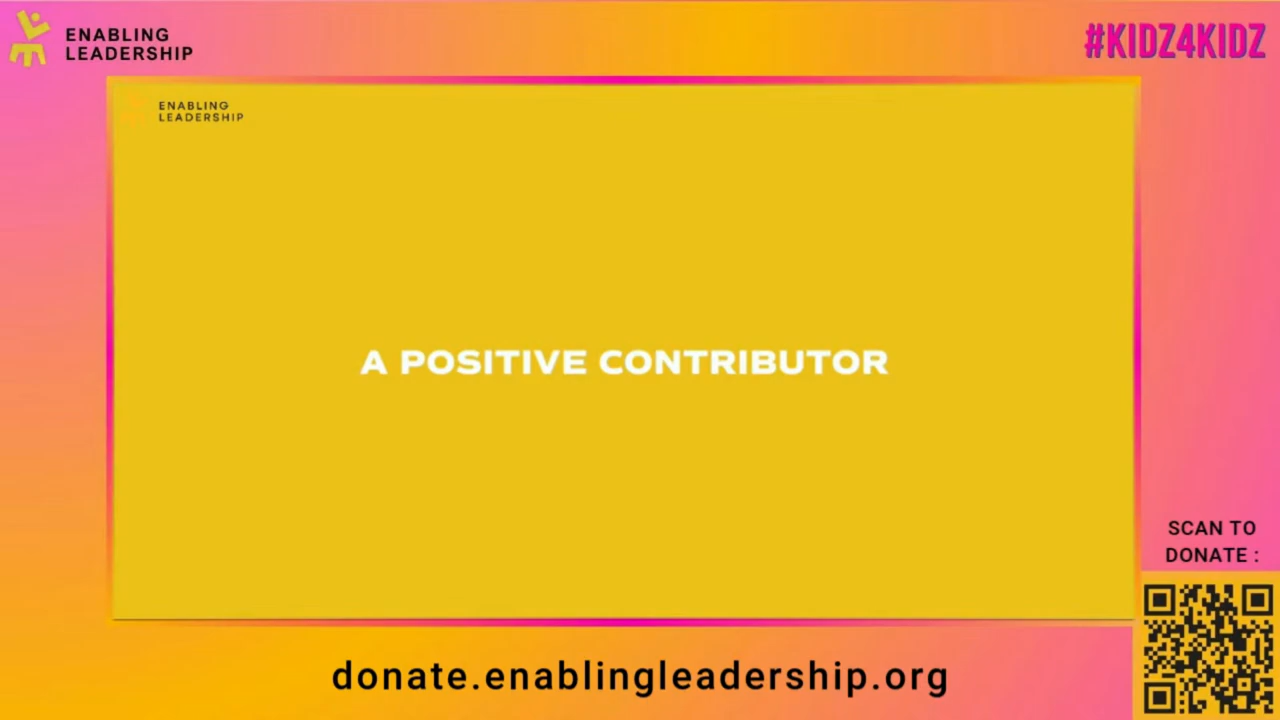 ENABLING
LEADERSHIP
#KIDZ4KIDZ
ENABLING
LEADERSHIP
A POSITIVE CONTRIBUTOR
SCAN TO
DONATE :
donate.enablingleadership.org